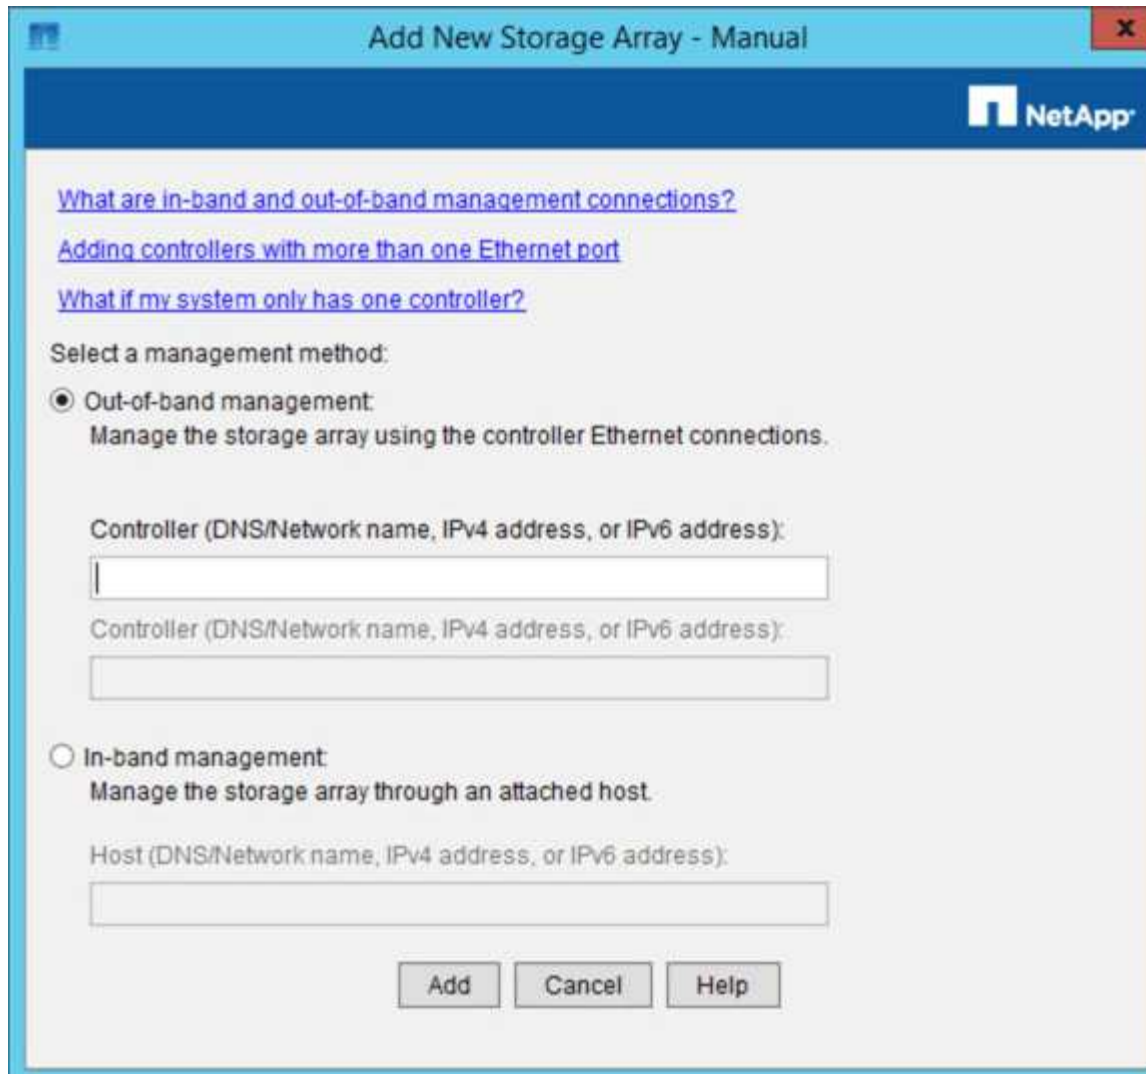 Add New Storage Array - Manual
x
NetApp
What are in-band and out-of-band management connections?
Adding controllers with more than one Ethernet port
What if my system only has one controller?
Select a management method:
Out-of-band management:
Manage the storage array using the controller Ethernet connections.
Controller (DNS/Network name, IPv4 address, or IPv6 address):
Controller (DNS/Network name, IPv4 address, or IPv6 address):
In-band management:
Manage the storage array through an attached host.
Host (DNS/Network name, IPv4 address, or IPv6 address):
Add Cancel Help